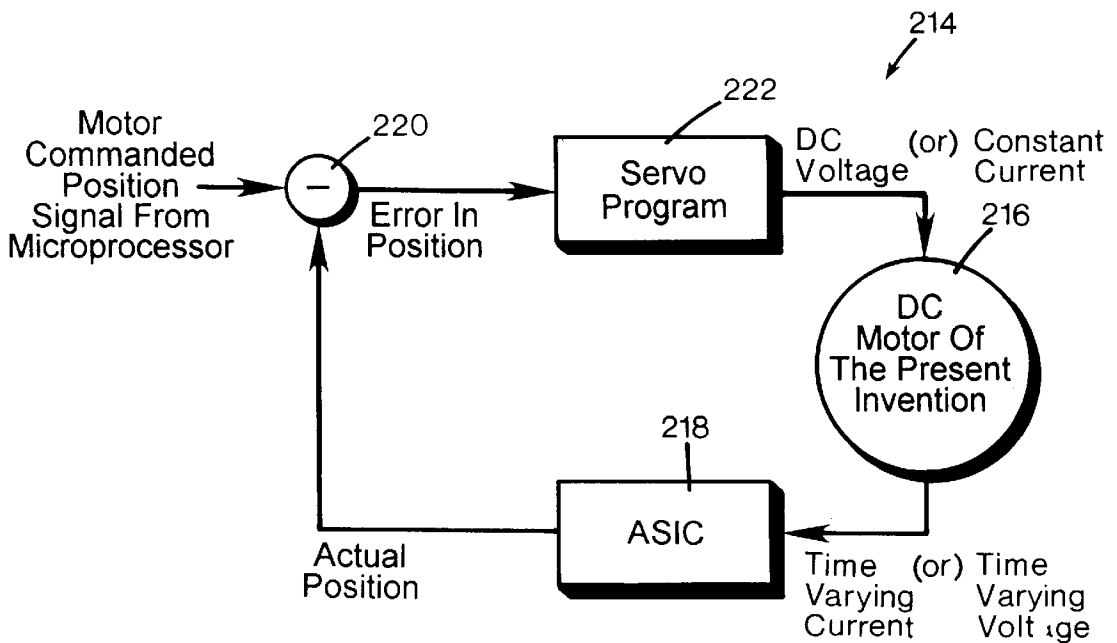 214
Motor
Commanded
Position
Signal From
Microprocessor
220
−
Error In
Position
222
Servo
Program
DC
Voltage
(or)
Constant
Current
216
DC
Motor Of
The Present
Invention
218
ASIC
Actual
Position
Time
Varying
Current
(or)
Time
Varying
Voltage